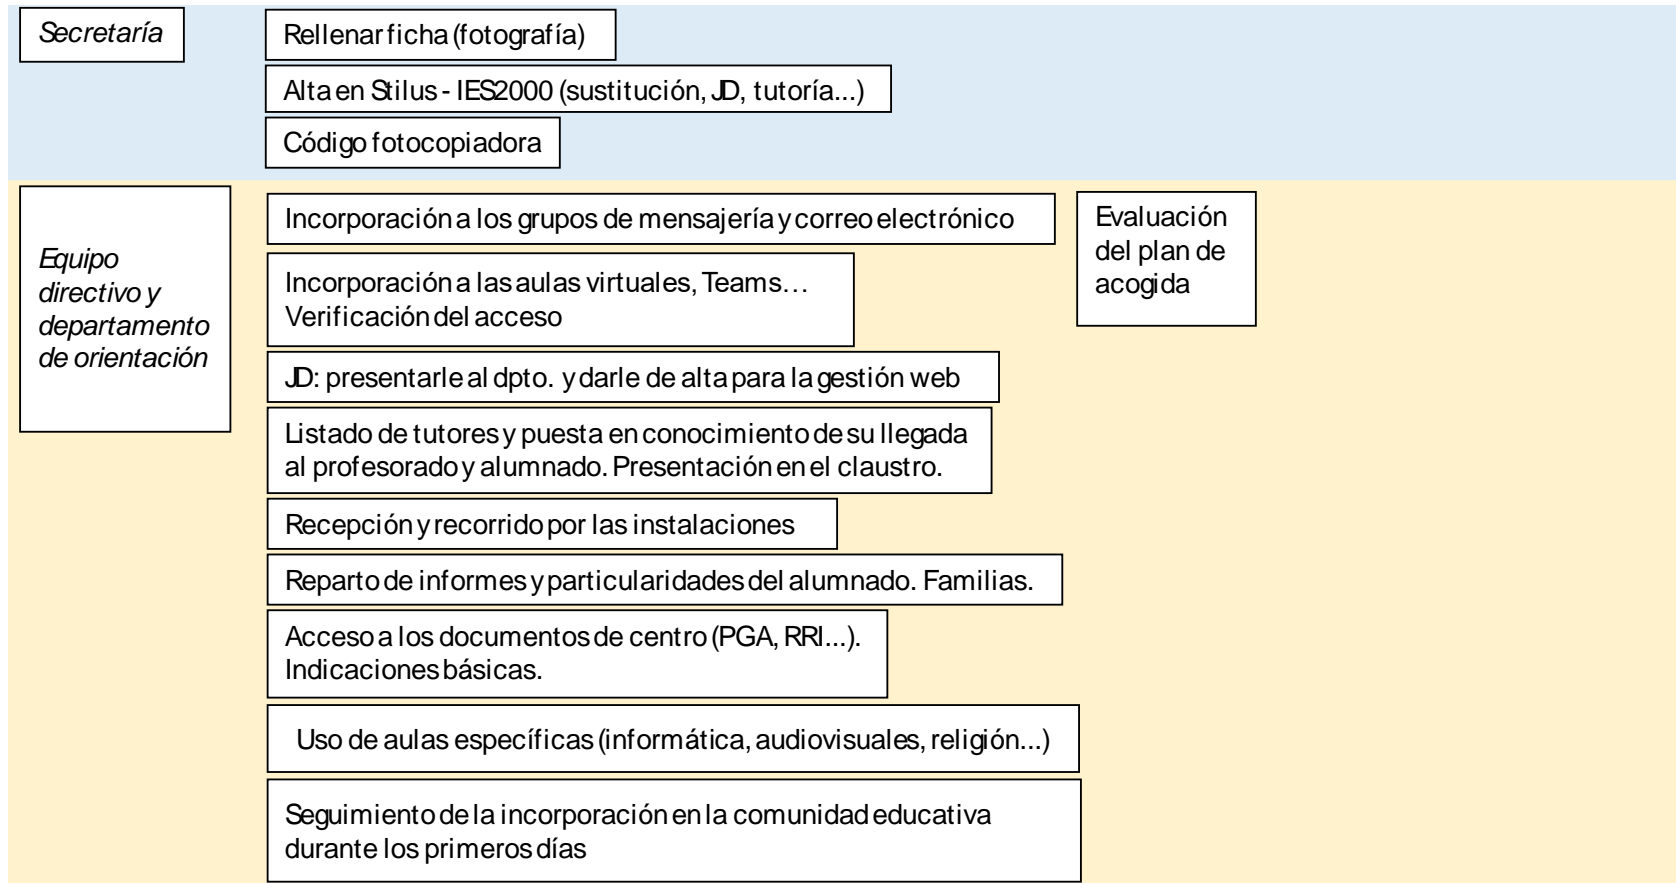 Secretaría
Rellenar ficha (fotografía)
Alta en Stilus - IES2000 (sustitución, JD, tutoría...)
Código fotocopiadora
Equipo
directivo y
departamento
de orientación
Incorporación a los grupos de mensajería y correo electrónico
Incorporación a las aulas virtuales, Teams…
Verificación del acceso
JD: presentarle al dpto. y darle de alta para la gestión web
Listado de tutores y puesta en conocimiento de su llegada
al profesorado y alumnado. Presentación en el claustro.
Recepción y recorrido por las instalaciones
Reparto de informes y particularidades del alumnado. Familias.
Acceso a los documentos de centro (PGA, RRI...).
Indicaciones básicas.
Uso de aulas específicas (informática, audiovisuales, religión...)
Seguimiento de la incorporación en la comunidad educativa
durante los primeros días
Evaluación
del plan de
acogida